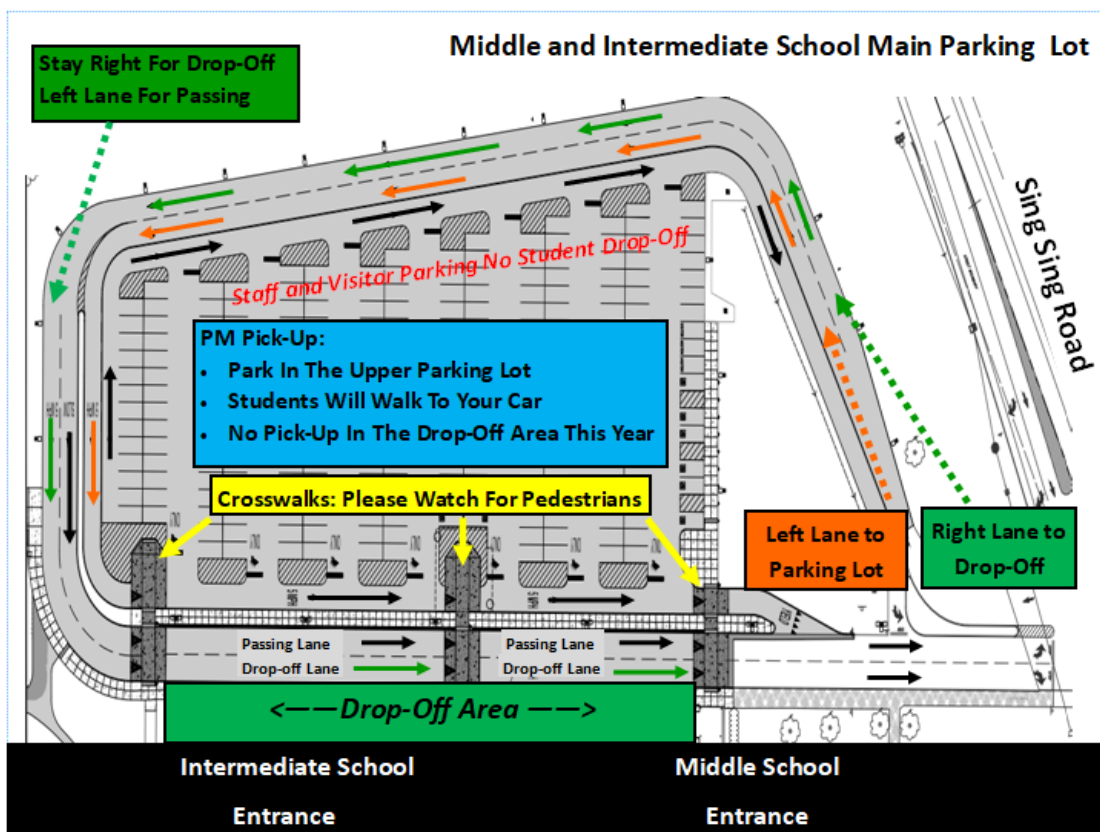 Middle and Intermediate School Main Parking Lot
Stay Right For Drop-Off
Left Lane For Passing
Sing Sing Road
Staff and Visitor Parking No Student Drop-Off
PM Pick-Up:
• Park In The Upper Parking Lot
• Students Will Walk To Your Car
• No Pick-Up In The Drop-Off Area This Year
Crosswalks: Please Watch For Pedestrians
Left Lane to
Parking Lot
Right Lane to
Drop-Off
Passing Lane
Drop-off Lane
Passing Lane
Drop-off Lane
<——Drop-Off Area ——>
Intermediate School
Entrance
Middle School
Entrance